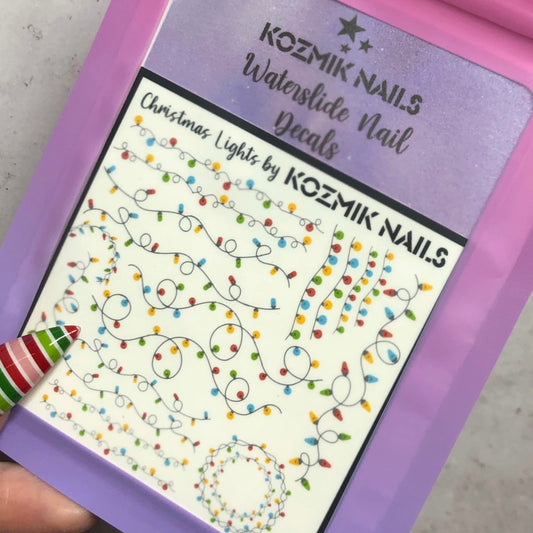 KOZMIK NAILS
Waterslide Nail
Decals
Christmas Lights by KOZMIK NAILS